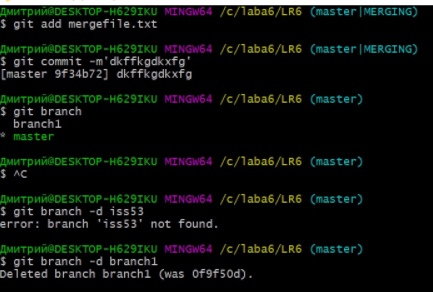 Дмитрий@DESKTOP-H629IKU MINGW64 /c/laba6/LR6 (master|MERGING)
$ git add mergefile.txt
Дмитрий@DESKTOP-H629IKU MINGW64 /c/laba6/LR6 (master|MERGING)
$ git commit -m'dkffkgdkxfg'
[master 9f34b72] dkffkgdkxfg
Дмитрий@DESKTOP-H629IKU MINGW64 /c/laba6/LR6 (master)
$ git branch
branch1
* master
Дмитрий@DESKTOP-H629IKU MINGW64 /c/laba6/LR6 (master)
$ ^C
Дмитрий@DESKTOP-H629IKU MINGW64 /c/laba6/LR6 (master)
$ git branch -d iss53
error: branch 'iss53' not found.
Дмитрий@DESKTOP-H629IKU MINGW64 /c/laba6/LR6 (master)
$ git branch -d branch1
Deleted branch branch1 (was 0f9f50d).